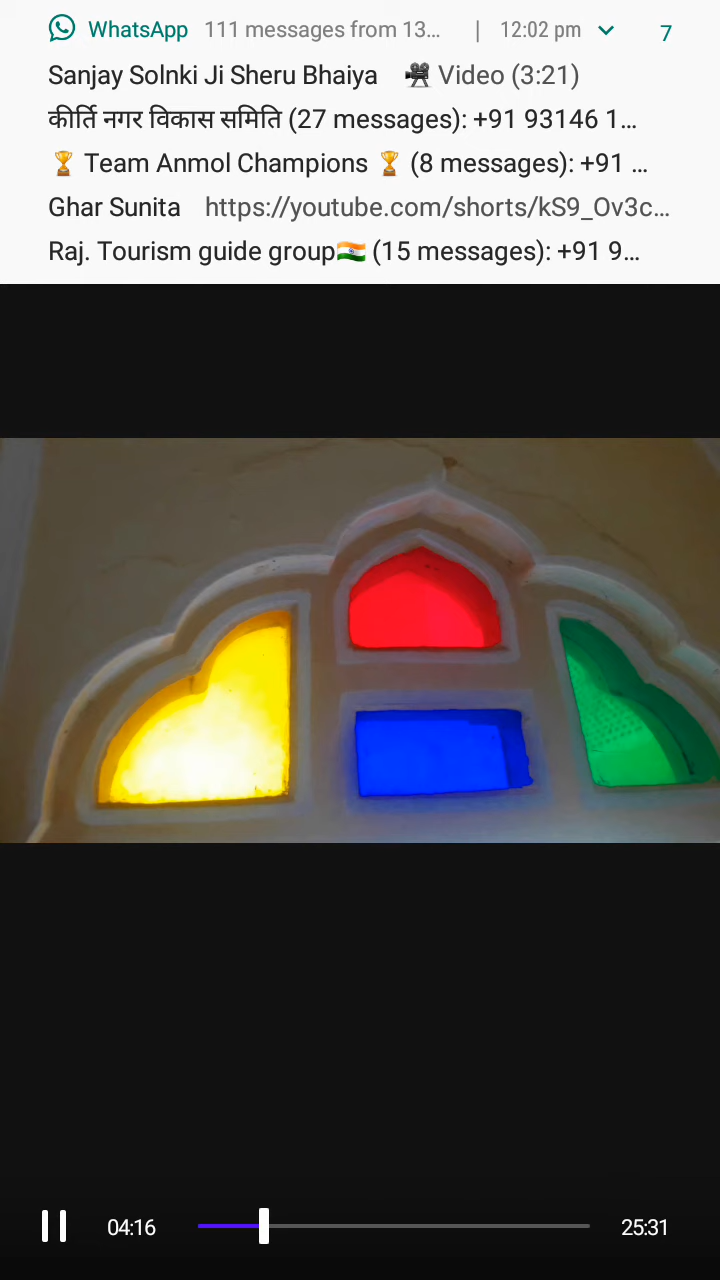 WhatsApp 111 messages from 13... | 12:02 pm 7
Sanjay Solnki Ji Sheru Bhaiya 🎥 Video (3:21)
कीर्ति नगर विकास समिति (27 messages): +91 93146 1...
🏆 Team Anmol Champions 🏆 (8 messages): +91 ...
Ghar Sunita https://youtube.com/shorts/kS9_Ov3c...
Raj. Tourism guide group🇮🇳 (15 messages): +91 9...
04:16 25:31